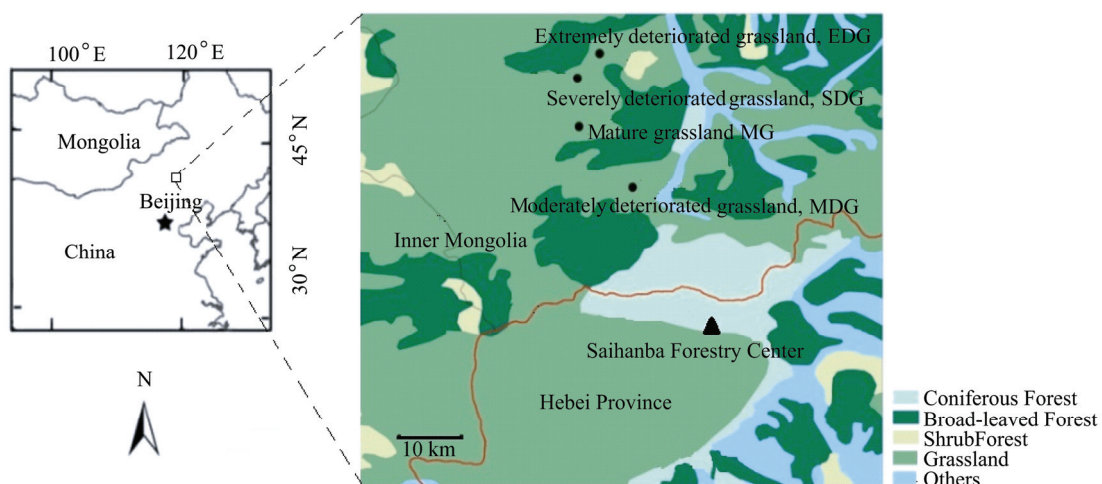 100°E 120°E
45°N
30°N
Mongolia
Beijing
China
N
Extremely deteriorated grassland, EDG
Severely deteriorated grassland, SDG
Mature grassland MG
Moderately deteriorated grassland, MDG
Inner Mongolia
Saihanba Forestry Center
Hebei Province
10 km
Coniferous Forest
Broad-leaved Forest
ShrubForest
Grassland
Others